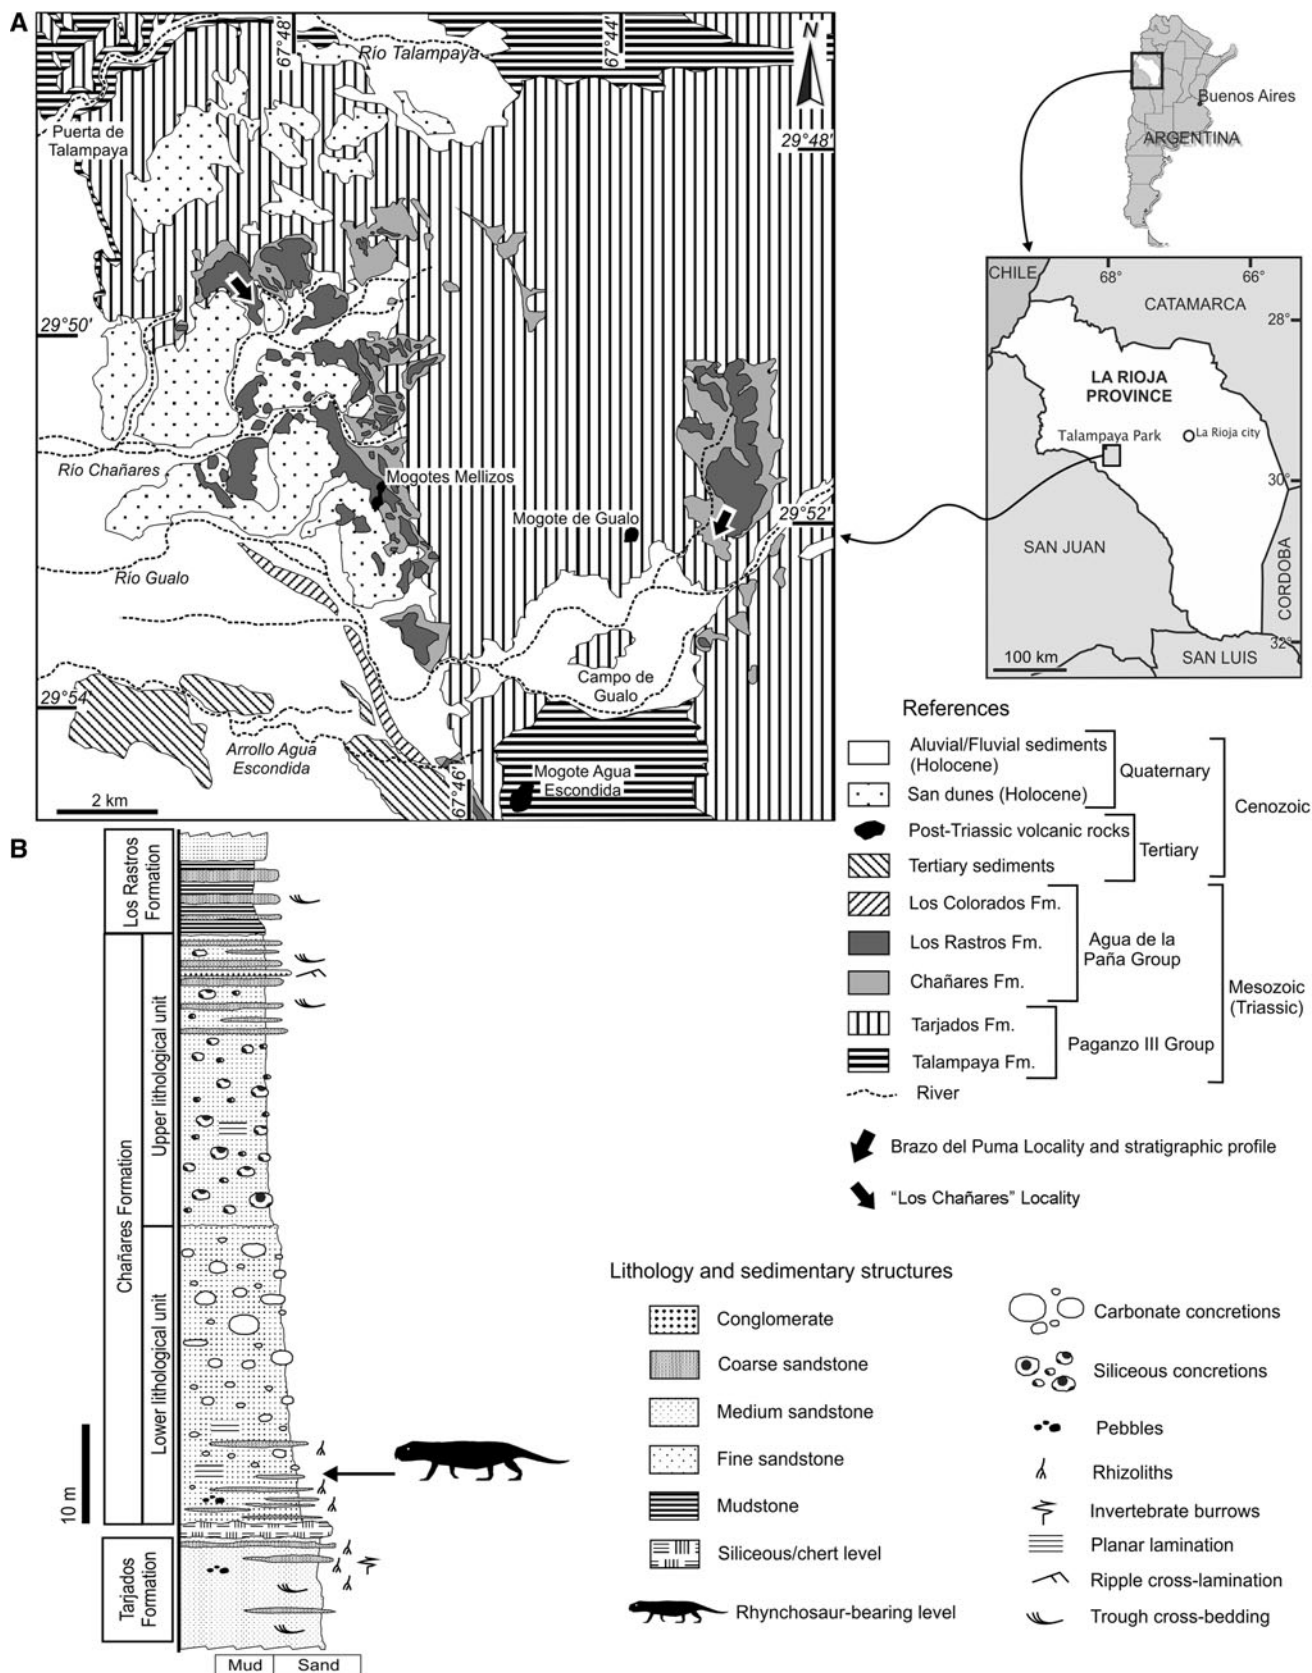 A
67°48'
Río Talampaya
67°44'
N
Puerta de
Talampaya
29°48'
29°50'
Río Chañares
Mogotes Mellizos
Mogote de Gualo
29°52'
Río Gualo
Campo de
Gualo
29°54'
Arrollo Agua
Escondida
67°46'
Mogote Agua
Escondida
2 km
Buenos Aires
ARGENTINA
CHILE
68°
66°
CATAMARCA
28°
LA RIOJA
PROVINCE
Talampaya Park
La Rioja city
30°
SAN JUAN
CORDOBA
32°
SAN LUIS
100 km
References
Aluvial/Fluvial sediments
(Holocene)
San dunes (Holocene)
Quaternary
Post-Triassic volcanic rocks
Tertiary sediments
Tertiary
Cenozoic
Los Colorados Fm.
Los Rastros Fm.
Chañares Fm.
Agua de la
Paña Group
Tarjados Fm.
Talampaya Fm.
Paganzo III Group
Mesozoic
(Triassic)
River
Brazo del Puma Locality and stratigraphic profile
“Los Chañares” Locality
B
Los Rastros
Formation
Chañares Formation
Upper lithological unit
Lower lithological unit
10 m
Tarjados
Formation
Mud
Sand
Lithology and sedimentary structures
Conglomerate
Coarse sandstone
Medium sandstone
Fine sandstone
Mudstone
Siliceous/chert level
Rhynchosaur-bearing level
Carbonate concretions
Siliceous concretions
Pebbles
Rhizoliths
Invertebrate burrows
Planar lamination
Ripple cross-lamination
Trough cross-bedding